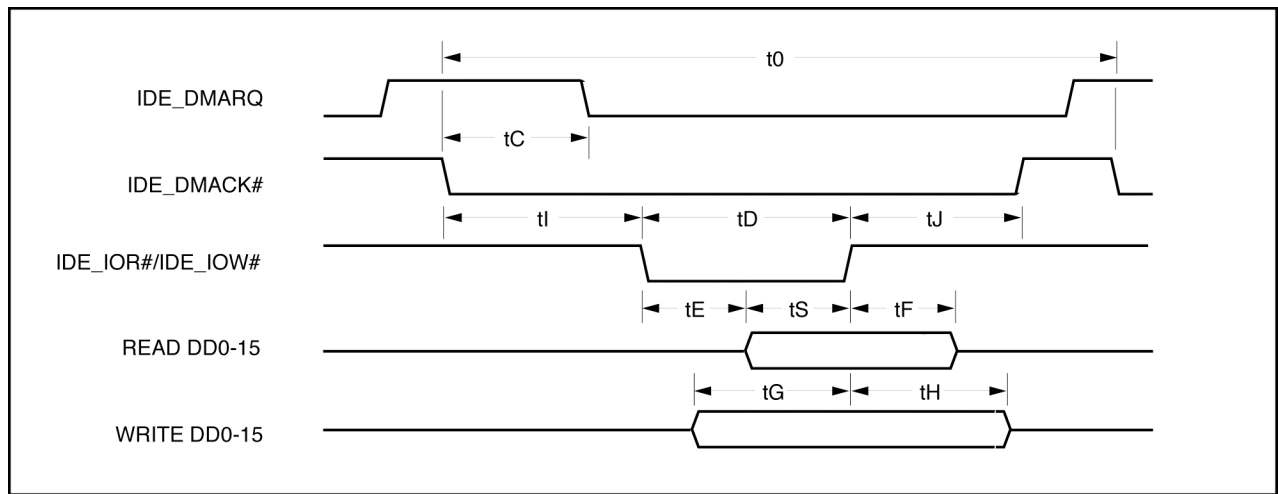 t0
IDE_DMARQ
tC
IDE_DMACK#
tI tD tJ
IDE_IOR#/IDE_IOW#
tE tS tF
READ DD0-15
tG tH
WRITE DD0-15